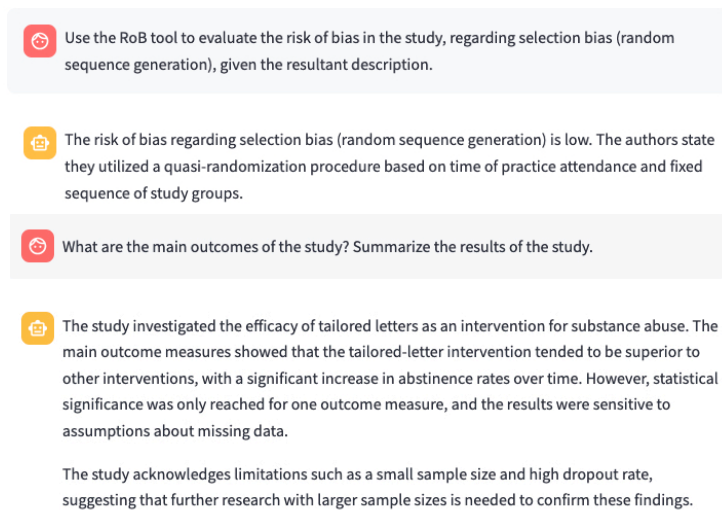 Use the RoB tool to evaluate the risk of bias in the study, regarding selection bias (random
sequence generation), given the resultant description.
The risk of bias regarding selection bias (random sequence generation) is low. The authors state
they utilized a quasi-randomization procedure based on time of practice attendance and fixed
sequence of study groups.
What are the main outcomes of the study? Summarize the results of the study.
The study investigated the efficacy of tailored letters as an intervention for substance abuse. The
main outcome measures showed that the tailored-letter intervention tended to be superior to
other interventions, with a significant increase in abstinence rates over time. However, statistical
significance was only reached for one outcome measure, and the results were sensitive to
assumptions about missing data.
The study acknowledges limitations such as a small sample size and high dropout rate,
suggesting that further research with larger sample sizes is needed to confirm these findings.